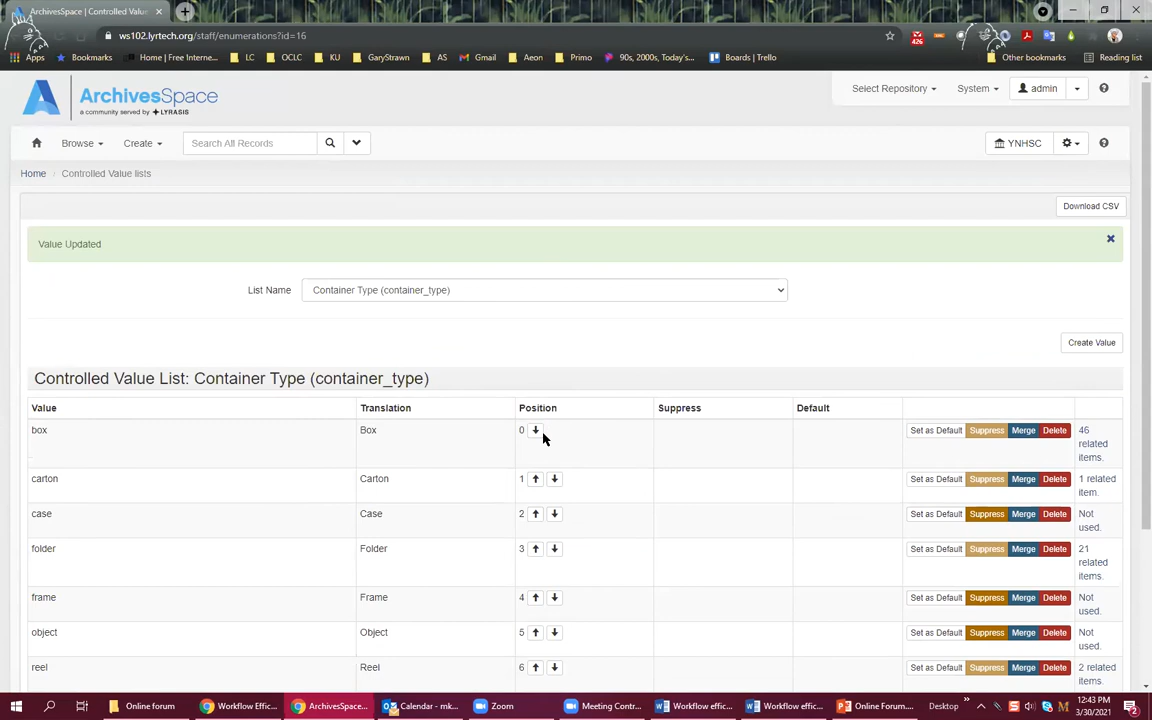 ArchivesSpace | Controlled Valu
ws102.lyrtech.org/staff/enumerations?id=16
426
Apps Bookmarks Home | Free Interne... LC OCLC KU GaryStrawn AS Gmail Aeon Primo 90s, 2000s, Today's... Boards | Trello Other bookmarks Reading list
ArchivesSpace
a community served by LYRASIS
Select Repository System admin
Browse Create Search All Records YNHSC
Home / Controlled Value lists
Download CSV
Value Updated
List Name Container Type (container_type)
Create Value
Controlled Value List: Container Type (container_type)
Value Translation Position Suppress Default
box Box 0 Set as Default Suppress Merge Delete 46
related
items.
carton Carton 1 Set as Default Suppress Merge Delete 1 related
item.
case Case 2 Set as Default Suppress Merge Delete Not
used.
folder Folder 3 Set as Default Suppress Merge Delete 21
related
items.
frame Frame 4 Set as Default Suppress Merge Delete Not
used.
object Object 5 Set as Default Suppress Merge Delete Not
used.
reel Reel 6 Set as Default Suppress Merge Delete 2 related
items.
Online forum Workflow Effic... ArchivesSpace... Calendar - mk... Zoom Meeting Contr... Workflow effic... Workflow effic... Online Forum.... Desktop 12:43 PM
3/30/2021
2